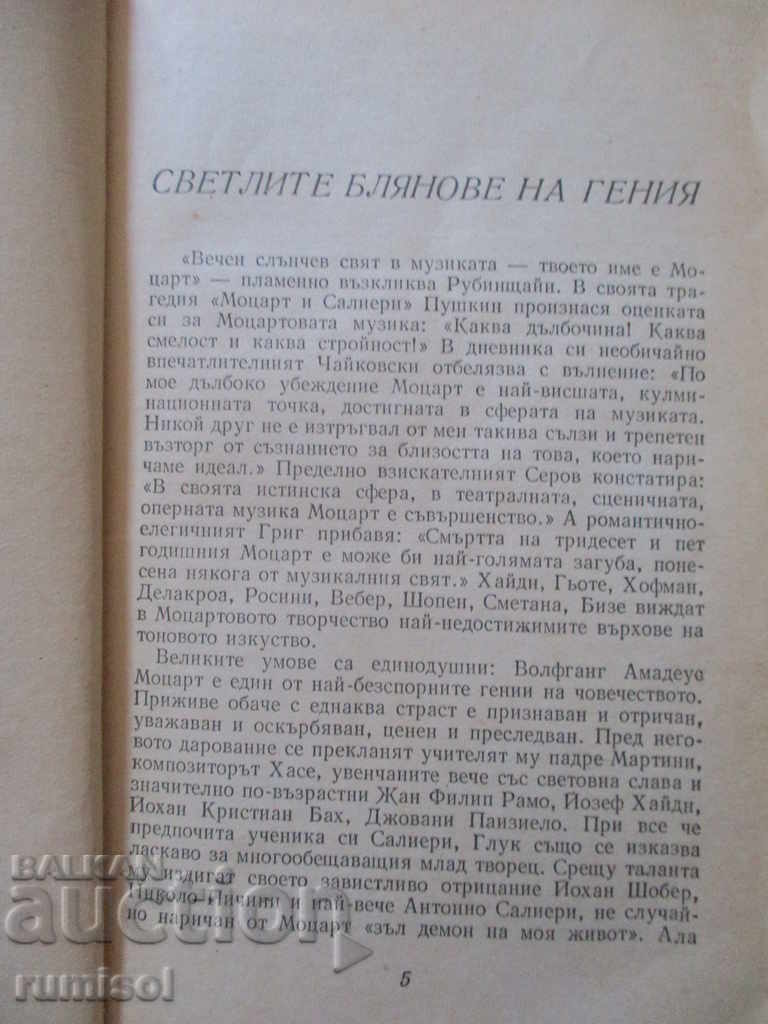 СВЕТЛИТЕ БЛЯНОВЕ НА ГЕНИЯ
«Вечен слънчев свят в музиката — твоето име е Мо-
царт» — пламенно възкликва Рубинщайн. В своята тра-
гедия «Моцарт и Салиери» Пушкин произнася оценката
си за Моцартовата музика: «Каква дълбочина! Каква
смелост и каква стройност!» В дневника си необичайно
впечатлителният Чайковски отбелязва с вълнение: «По
мое дълбоко убеждение Моцарт е най-висшата, кулми-
национната точка, достигната в сферата на музиката.
Никой друг не е изтръгвал от мен такива сълзи и трепетен
възторг от съзнанието за близостта на това, което нари-
чаме идеал.» Пределно взискателният Серов констатира:
«В своята истинска сфера, в театралната, сценичната,
оперната музика Моцарт е съвършенство.» А романтично-
елегичният Григ прибавя: «Смъртта на тридесет и пет
годишния Моцарт е може би най-голямата загуба, поне-
сена някога от музикалния свят.» Хайдн, Гьоте, Хофман,
Делакроа, Росини, Вебер, Шопен, Сметана, Бизе виждат
в Моцартовото творчество най-недостижимите върхове на
тоновото изкуство.
Великите умове са единодушни: Волфганг Амадеус
Моцарт е един от най-безспорните гении на човечеството.
Приживе обаче с еднаква страст е признаван и отричан,
уважаван и оскърбяван, ценен и преследван. Пред него-
вото дарование се прекланят учителят му падре Мартини,
композиторът Хасе, увенчаните вече със световна слава и
значително по-възрастни Жан Филип Рамо, Йозеф Хайдн,
Йохан Кристиан Бах, Джовани Паизиело. При все че
предпочита ученика си Салиери, Глук също се изказва
ласкаво за многообещаващия млад творец. Срещу таланта
му издигат своето завистливо отрицание Йохан Шобер,
Николо Пичини и най-вече Антонио Салиери, не случай-
но наричан от Моцарт «зъл демон на моя живот». Ала
5
BALKAN
auction
rumisol